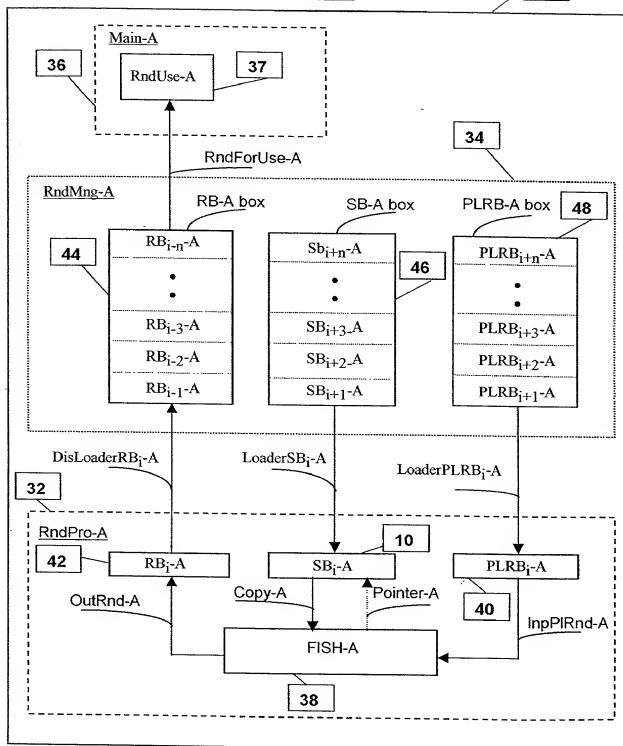 Main-A
36
RndUse-A
37
RndForUse-A
34
RndMng-A
RB-A box
SB-A box
PLRB-A box
48
44
RBi-n-A
Sbi+n-A
46
PLRBi+n-A
RBi-3-A
SBi+3-A
PLRBi+3-A
RBi-2-A
SBi+2-A
PLRBi+2-A
RBi-1-A
SBi+1-A
PLRBi+1-A
DisLoaderRBi-A
LoaderSBi-A
LoaderPLRBi-A
32
RndPro-A
10
42
RBi-A
SBi-A
PLRBi-A
40
OutRnd-A
Copy-A
Pointer-A
InpPlRnd-A
FISH-A
38